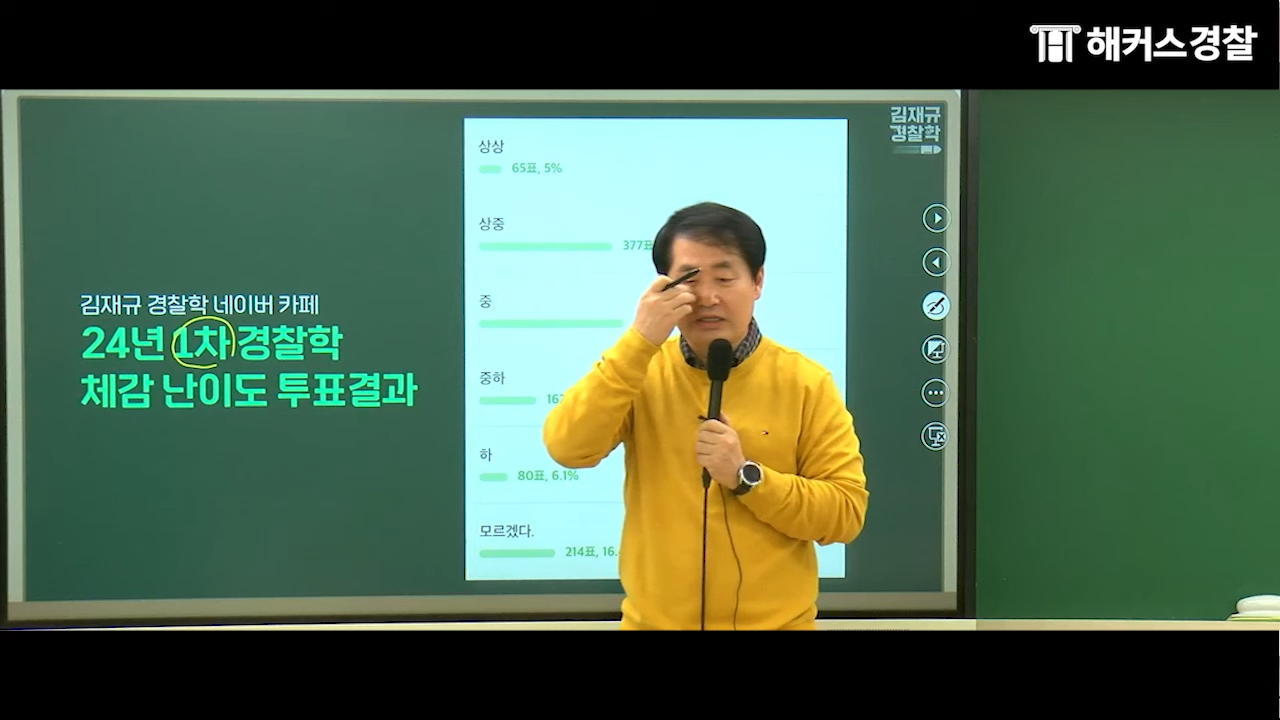 해커스경찰
김재규
경찰학
김재규 경찰학 네이버 카페
24년 1차 경찰학
체감 난이도 투표결과
상상
65표, 5%
상중
377표
중
중하
167
하
80표, 6.1%
모르겠다.
214표, 16.